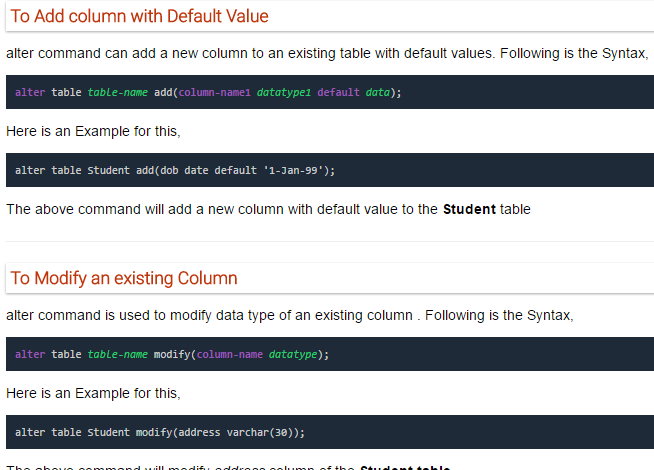 To Add column with Default Value
alter command can add a new column to an existing table with default values. Following is the Syntax,
alter table table-name add(column-name1 datatype1 default data);
Here is an Example for this,
alter table Student add(dob date default '1-Jan-99');
The above command will add a new column with default value to the Student table
To Modify an existing Column
alter command is used to modify data type of an existing column . Following is the Syntax,
alter table table-name modify(column-name datatype);
Here is an Example for this,
alter table Student modify(address varchar(30));
The above command will modify address column of the Student table